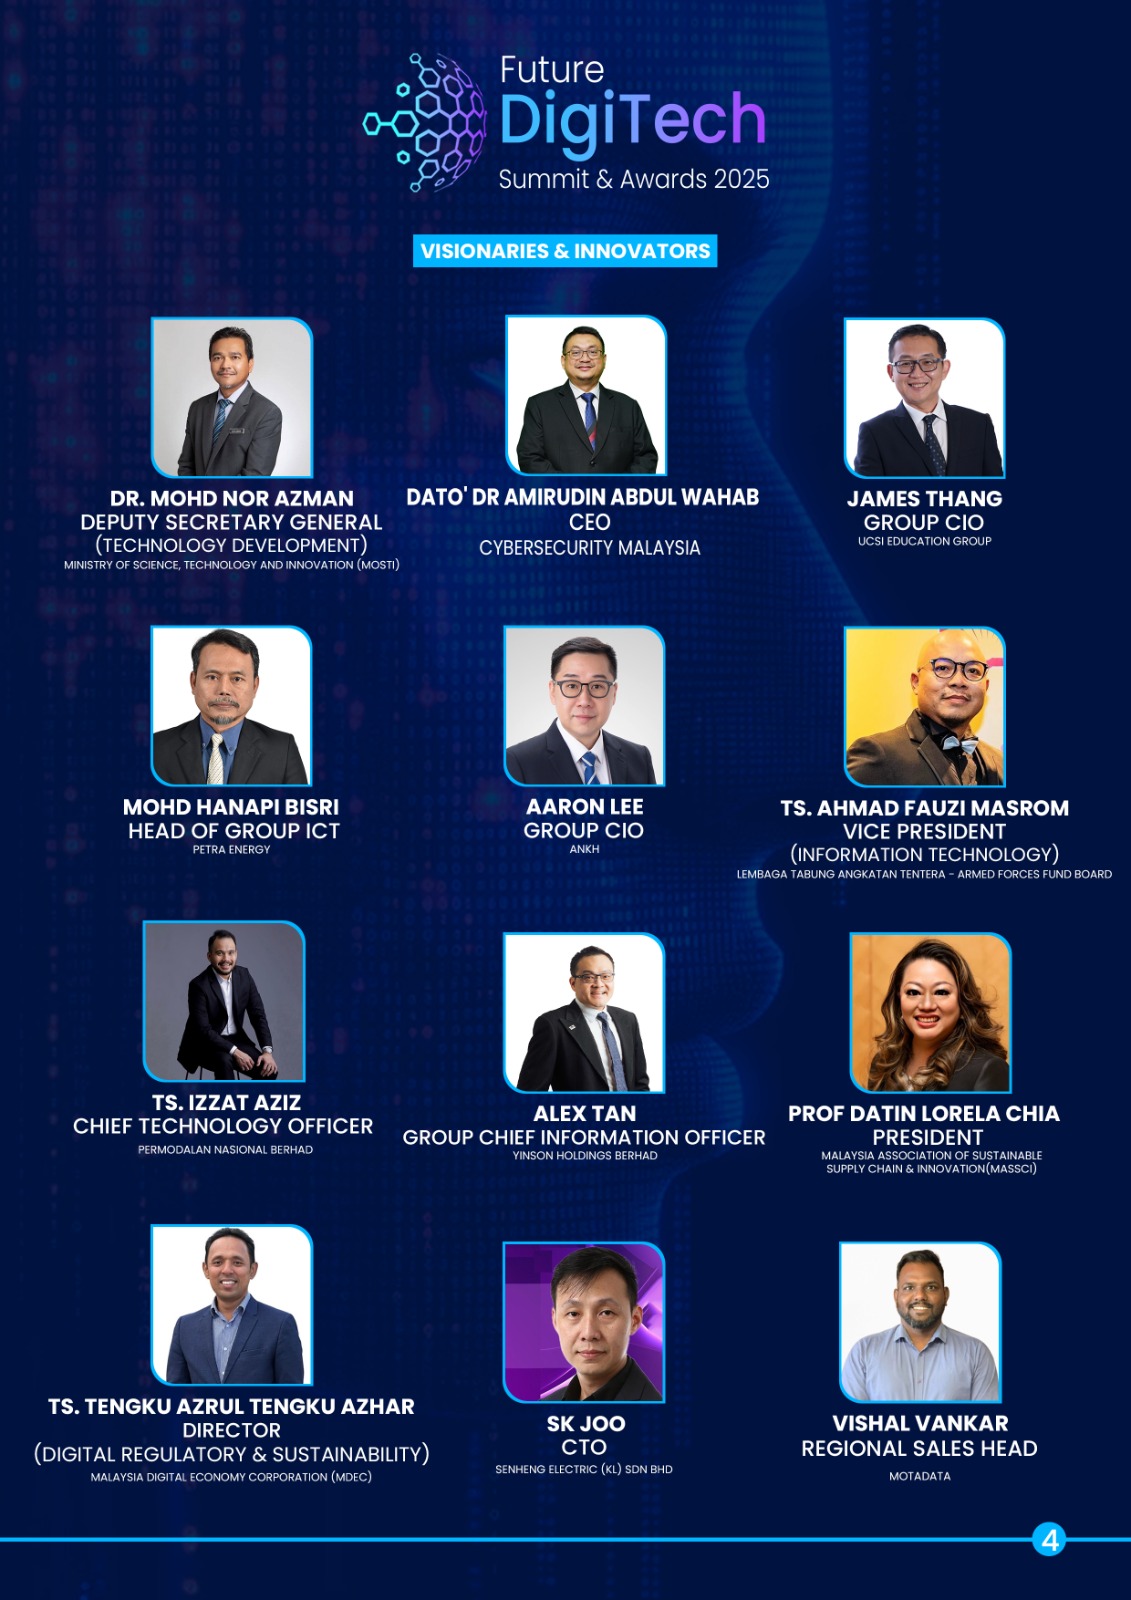 Future
DigiTech
Summit & Awards 2025
VISIONARIES & INNOVATORS
DR. MOHD NOR AZMAN
DEPUTY SECRETARY GENERAL
(TECHNOLOGY DEVELOPMENT)
MINISTRY OF SCIENCE, TECHNOLOGY AND INNOVATION (MOSTI)
DATO' DR AMIRUDIN ABDUL WAHAB
CEO
CYBERSECURITY MALAYSIA
JAMES THANG
GROUP CIO
UCSI EDUCATION GROUP
MOHD HANAPI BISRI
HEAD OF GROUP ICT
PETRA ENERGY
AARON LEE
GROUP CIO
ANKH
TS. AHMAD FAUZI MASROM
VICE PRESIDENT
(INFORMATION TECHNOLOGY)
LEMBAGA TABUNG ANGKATAN TENTERA - ARMED FORCES FUND BOARD
TS. IZZAT AZIZ
CHIEF TECHNOLOGY OFFICER
PERMODALAN NASIONAL BERHAD
ALEX TAN
GROUP CHIEF INFORMATION OFFICER
YINSON HOLDINGS BERHAD
PROF DATIN LORELA CHIA
PRESIDENT
MALAYSIA ASSOCIATION OF SUSTAINABLE
SUPPLY CHAIN & INNOVATION(MASSCI)
TS. TENGKU AZRUL TENGKU AZHAR
DIRECTOR
(DIGITAL REGULATORY & SUSTAINABILITY)
MALAYSIA DIGITAL ECONOMY CORPORATION (MDEC)
SK JOO
CTO
SENHENG ELECTRIC (KL) SDN BHD
VISHAL VANKAR
REGIONAL SALES HEAD
MOTADATA
4